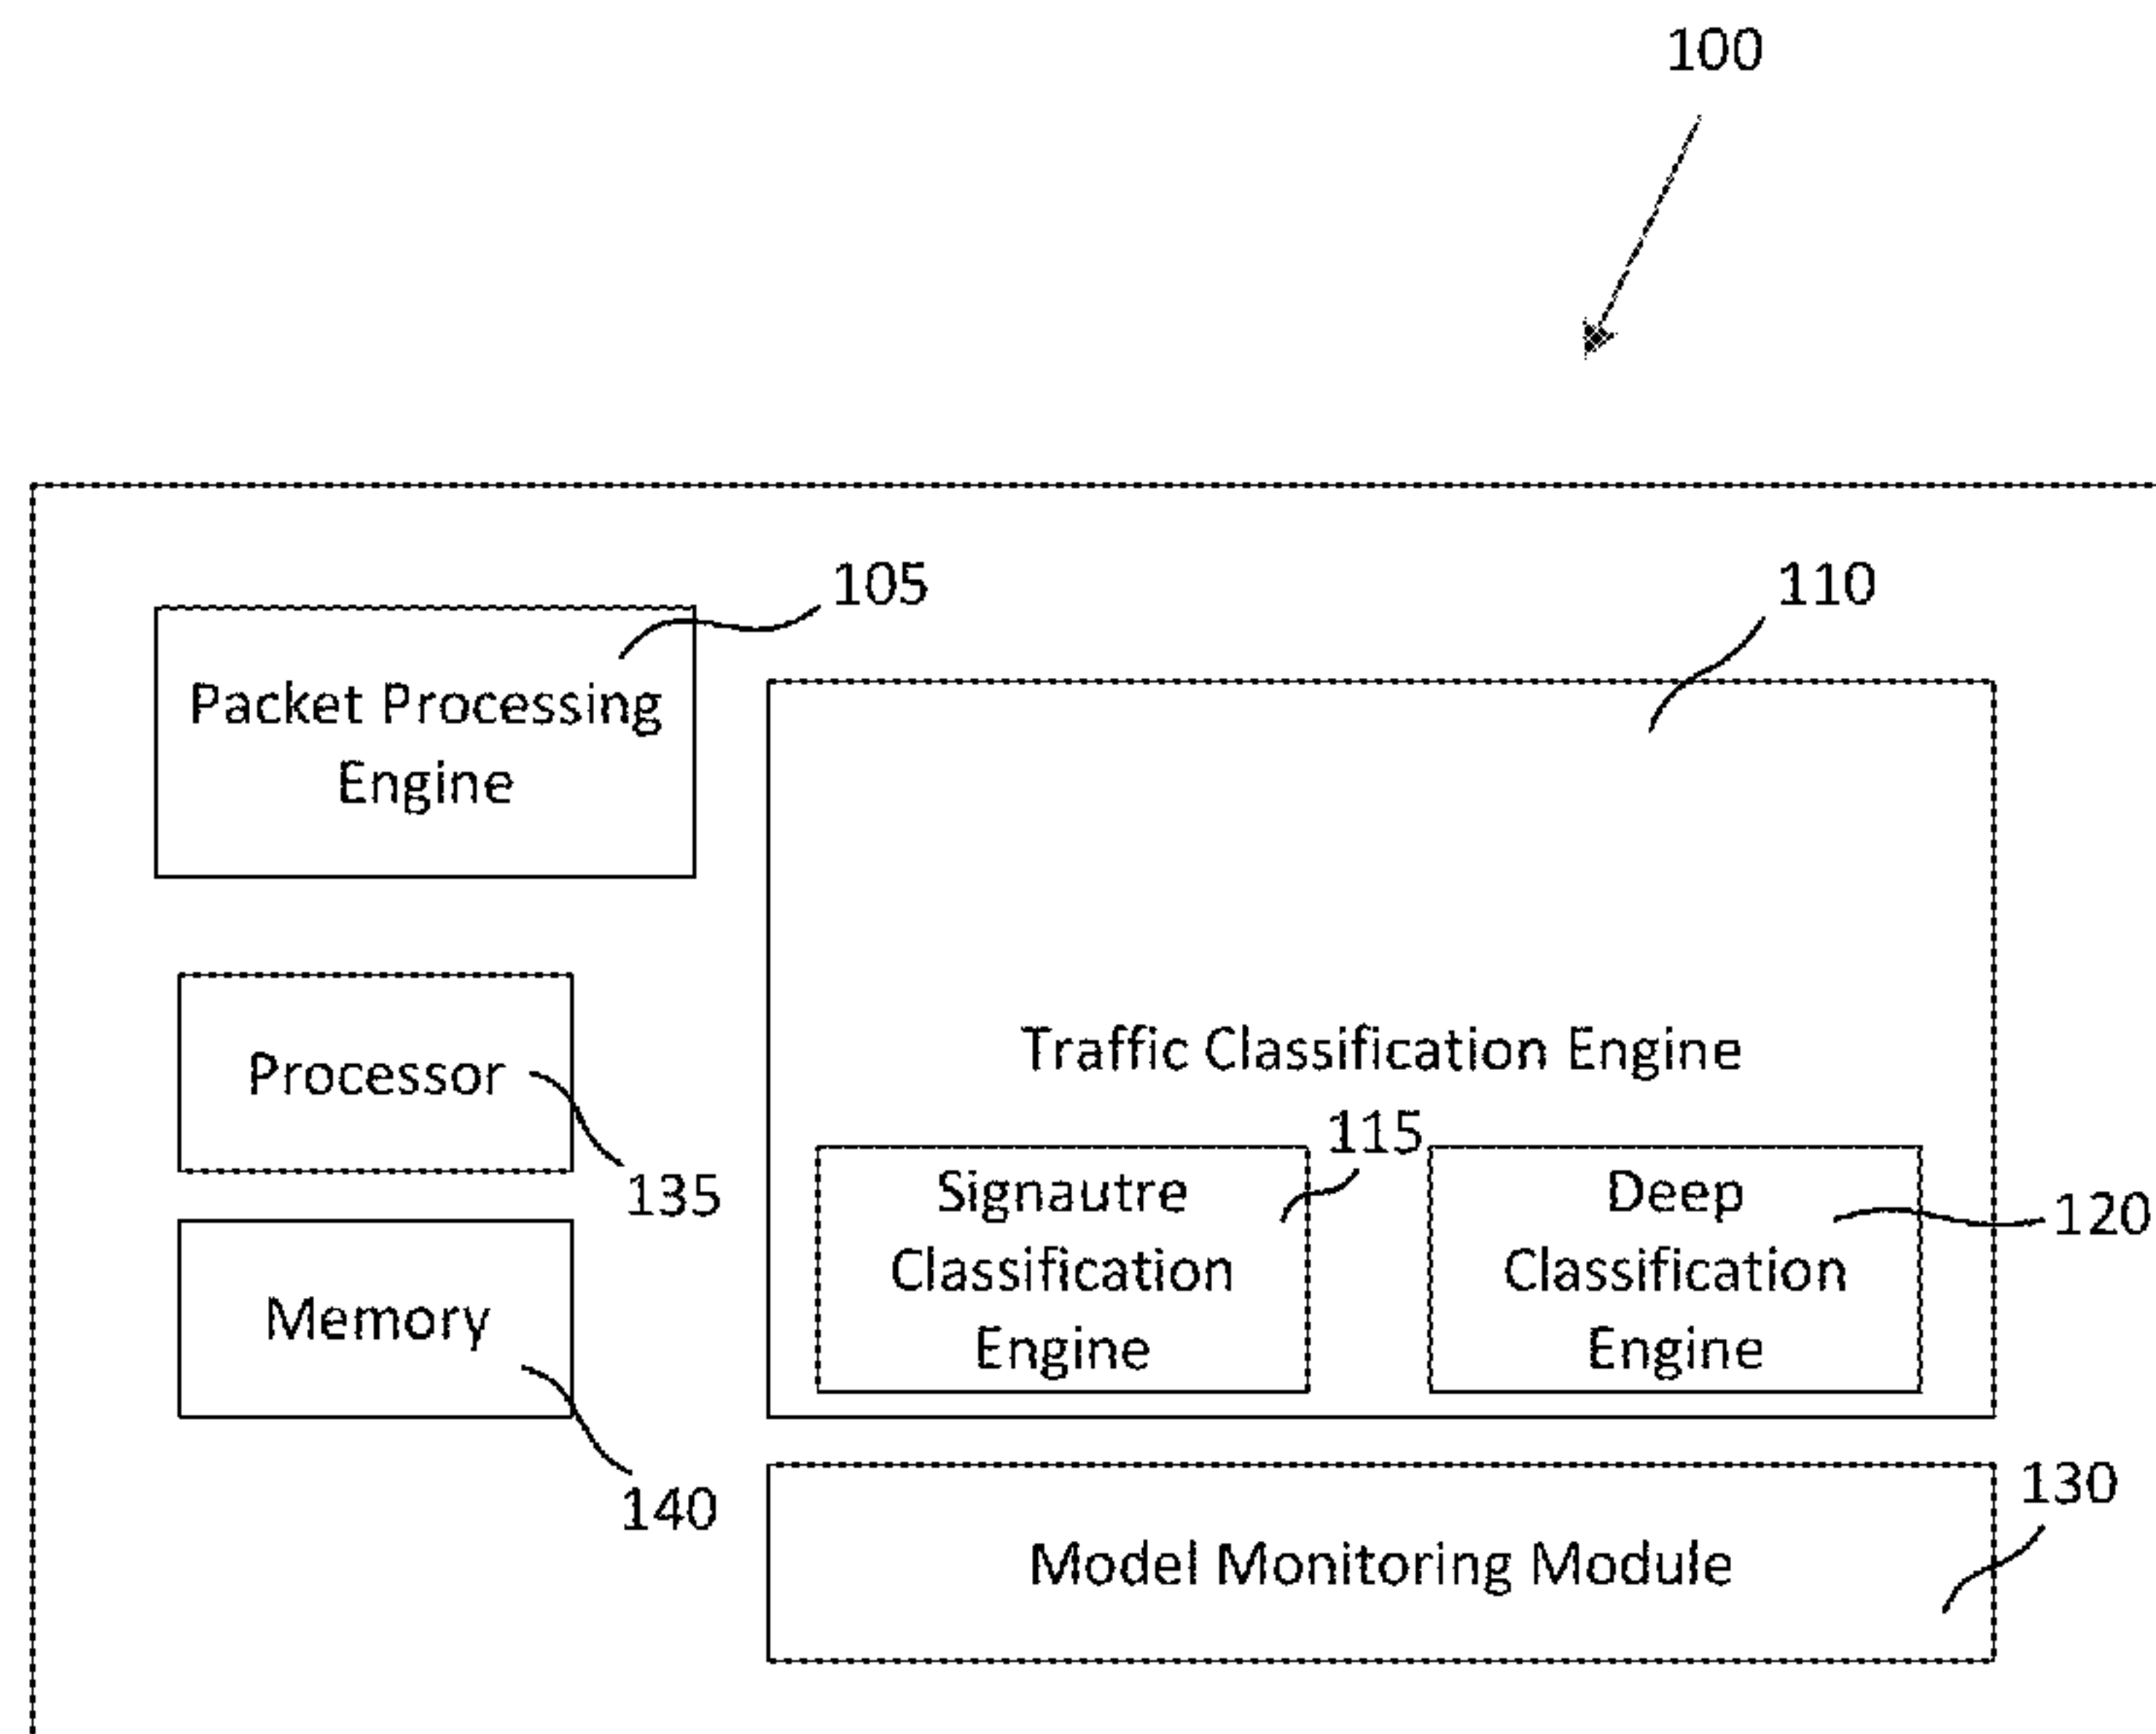 100
105
110
Packet Processing
Engine
Traffic Classification Engine
Processor
135
115
Signautre
Classification
Engine
Deep
Classification
Engine
120
Memory
140
130
Model Monitoring Module